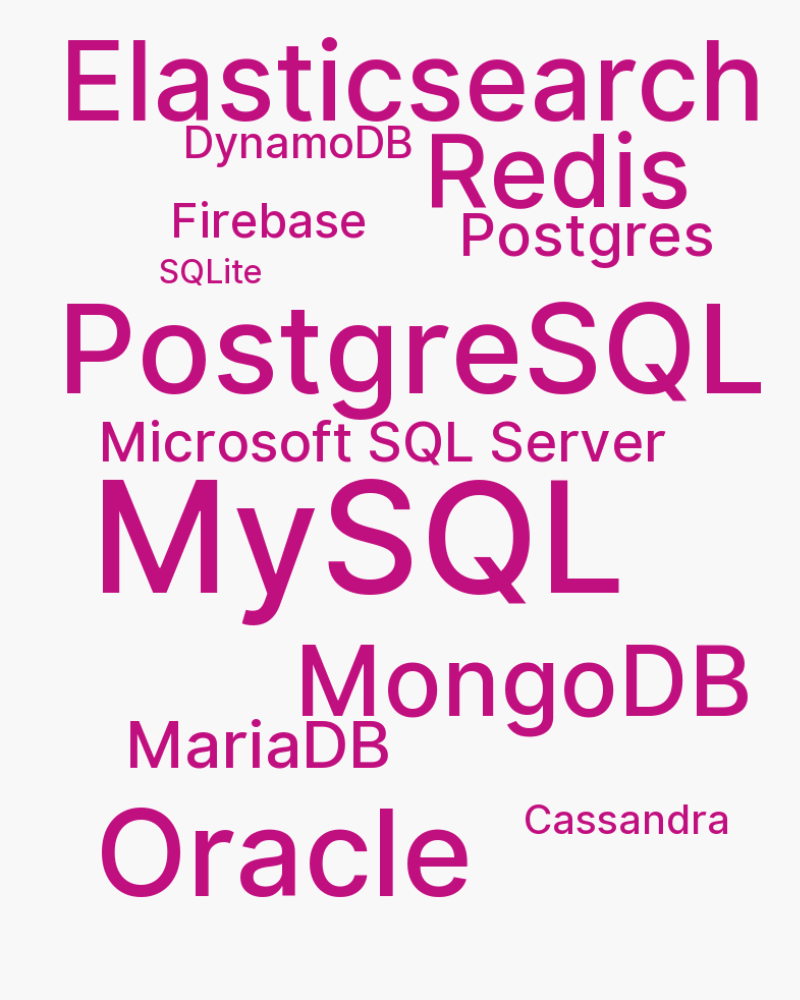 Elasticsearch
DynamoDB
Redis
Firebase
Postgres
SQLite
PostgreSQL
Microsoft SQL Server
MySQL
MongoDB
MariaDB
Oracle
Cassandra